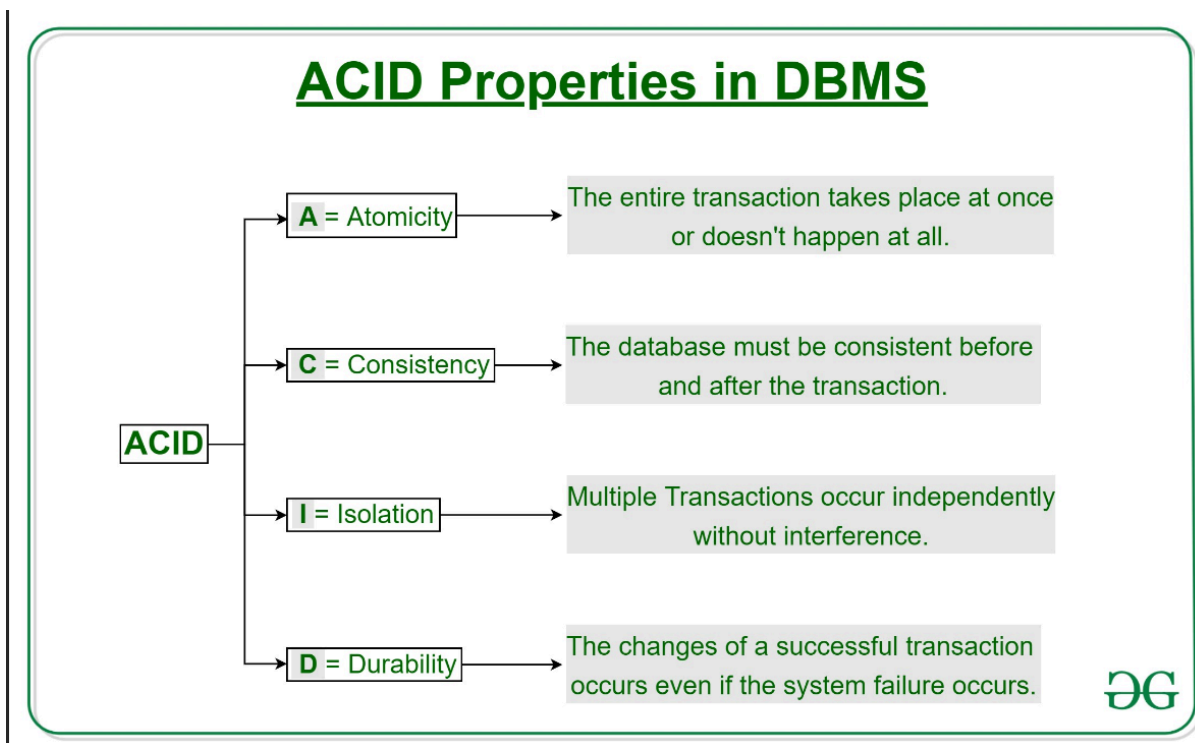 ACID Properties in DBMS
A = Atomicity
The entire transaction takes place at once
or doesn't happen at all.
C = Consistency
The database must be consistent before
and after the transaction.
ACID
I = Isolation
Multiple Transactions occur independently
without interference.
D = Durability
The changes of a successful transaction
occurs even if the system failure occurs.